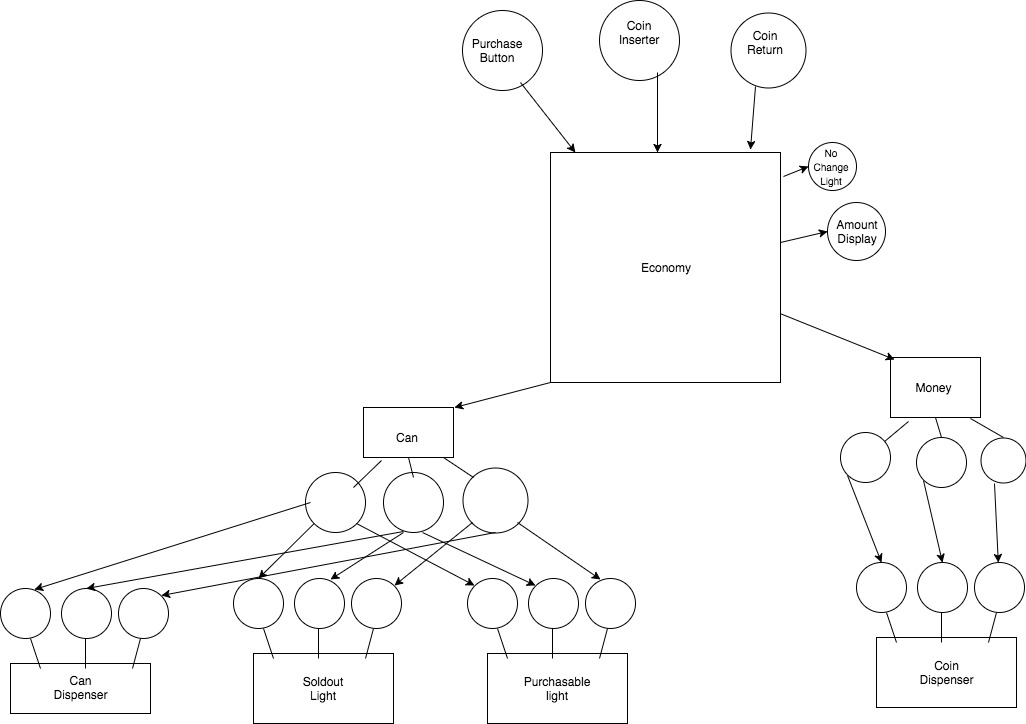 Purchase
Button
Coin
Inserter
Coin
Return
No
Change
Light
Amount
Display
Economy
Money
Can
Can
Dispenser
Soldout
Light
Purchasable
light
Coin
Dispenser